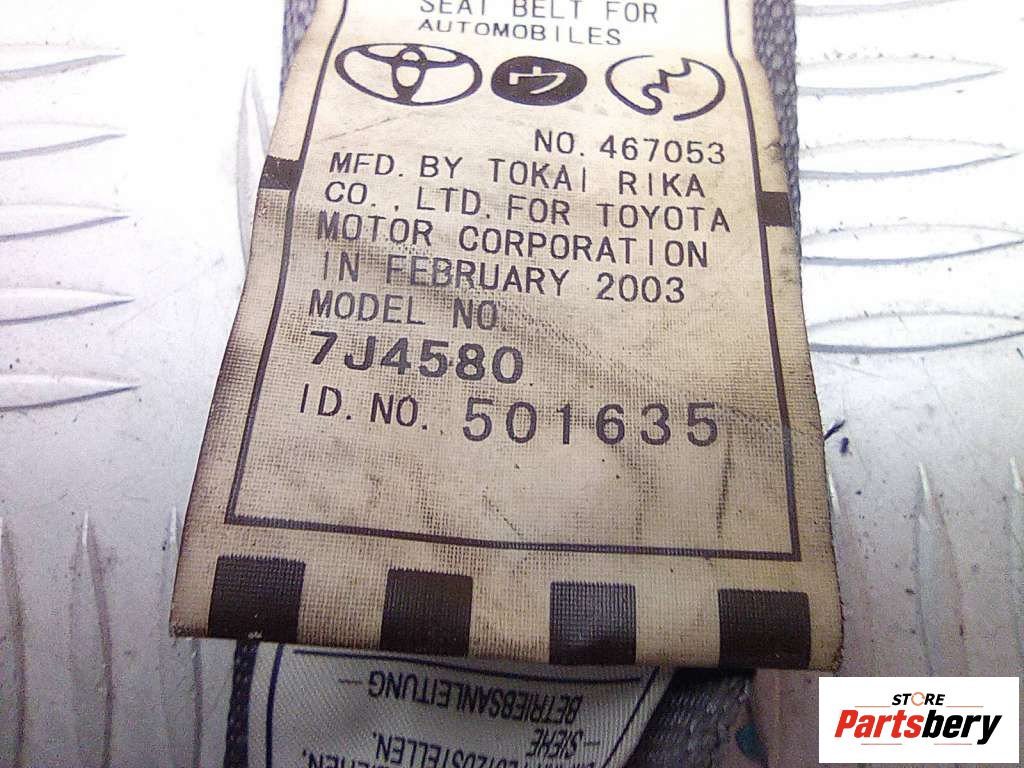 SEAT BELT FOR
AUTOMOBILES
NO. 467053
MFD. BY TOKAI RIKA
CO., LTD. FOR TOYOTA
MOTOR CORPORATION
IN FEBRUARY 2003
MODEL NO.
7J4580
ID. NO. 501635
BETRIEBSANLEITUNG
—SIEHE
STORE
Partsbery